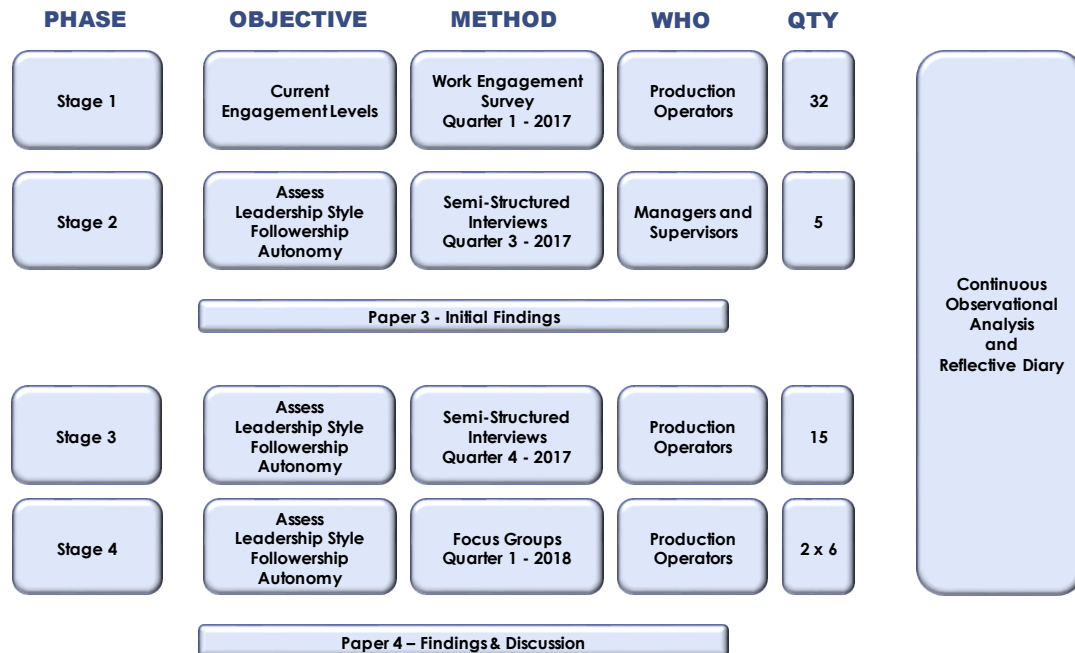 PHASE OBJECTIVE METHOD WHO QTY
Stage 1
Current
Engagement Levels
Work Engagement
Survey
Quarter 1 - 2017
Production
Operators
32
Stage 2
Assess
Leadership Style
Followership
Autonomy
Semi-Structured
Interviews
Quarter 3 - 2017
Managers and
Supervisors
5
Paper 3 - Initial Findings
Stage 3
Assess
Leadership Style
Followership
Autonomy
Semi-Structured
Interviews
Quarter 4 - 2017
Production
Operators
15
Stage 4
Assess
Leadership Style
Followership
Autonomy
Focus Groups
Quarter 1 - 2018
Production
Operators
2 x 6
Paper 4 – Findings & Discussion
Continuous
Observational
Analysis
and
Reflective Diary